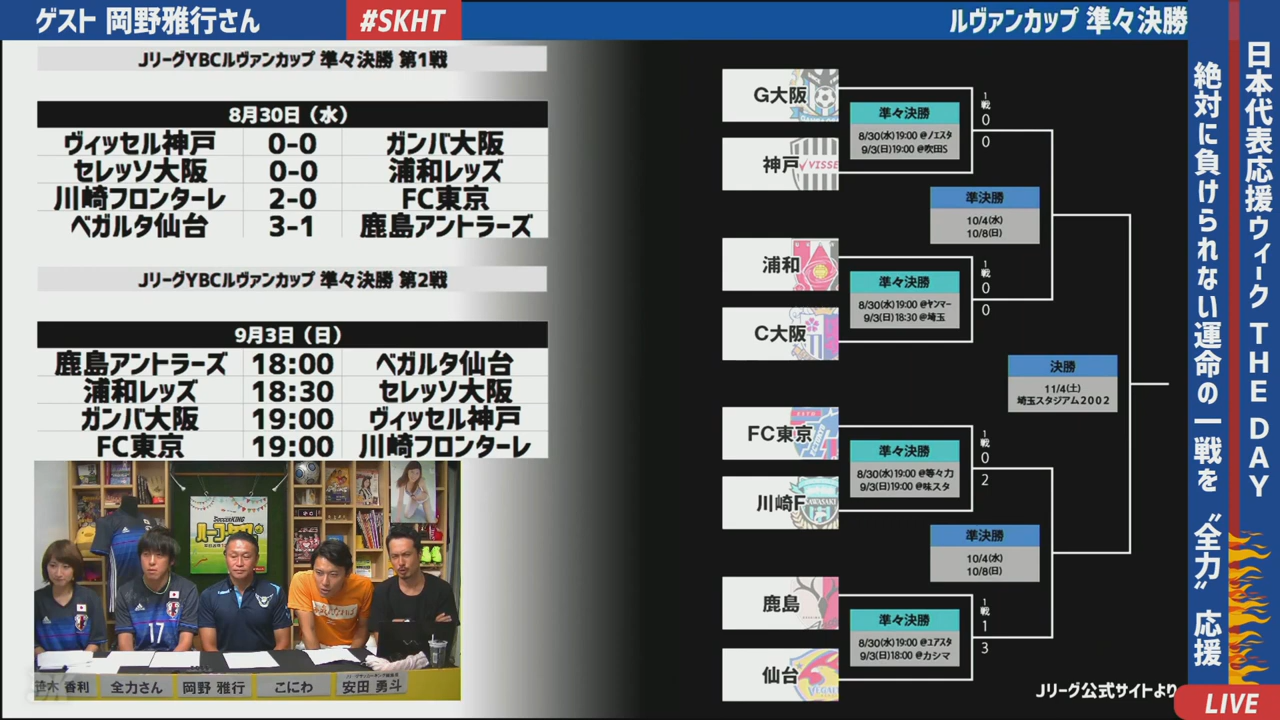 ゲスト 岡野雅行さん
#SKHT
ルヴァンカップ 準々決勝
JリーグYBCルヴァンカップ 準々決勝 第1戦
8月30日（水）
ヴィッセル神戸 0-0 ガンバ大阪
セレッソ大阪 0-0 浦和レッズ
川崎フロンターレ 2-0 FC東京
ベガルタ仙台 3-1 鹿島アントラーズ
JリーグYBCルヴァンカップ 準々決勝 第2戦
9月3日（日）
鹿島アントラーズ 18:00 ベガルタ仙台
浦和レッズ 18:30 セレッソ大阪
ガンバ大阪 19:00 ヴィッセル神戸
FC東京 19:00 川崎フロンターレ
SoccerKING
ハーフタイム
17
笹木 香利
全力さん
岡野 雅行
こにわ
安田 勇斗
G大阪
神戸
VISSE
準々決勝
8/30(水)19:00 @ノエスタ
9/3(日)19:00 @吹田S
1戦
0
0
準決勝
10/4(水)
10/8(日)
浦和
C大阪
準々決勝
8/30(水)19:00 @ヤンマー
9/3(日)18:30 @埼玉
1戦
0
0
決勝
11/4(土)
埼玉スタジアム2002
FC東京
川崎F
準々決勝
8/30(水)19:00 @等々力
9/3(日)19:00 @味スタ
1戦
0
2
準決勝
10/4(水)
10/8(日)
鹿島
仙台
準々決勝
8/30(水)19:00 @ユアスタ
9/3(日)18:00 @カシマ
1戦
1
3
Jリーグ公式サイトより
日本代表応援ウィーク THE DAY
絶対に負けられない運命の一戦を〝全力〟応援
LIVE